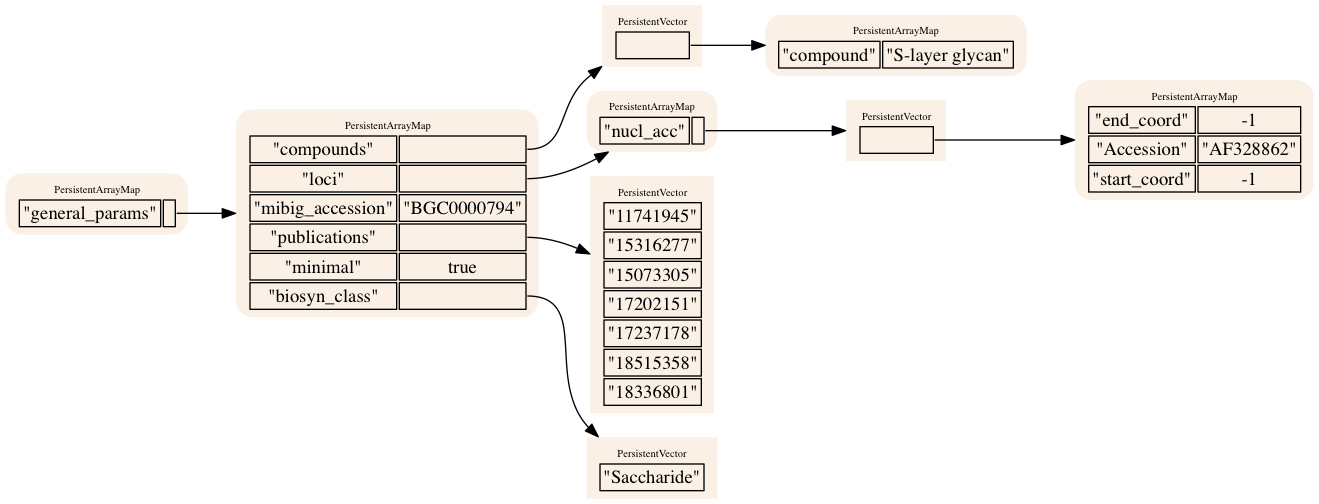 PersistentArrayMap
"general_params"
PersistentArrayMap
"compounds"
"loci"
"mibig_accession" "BGC0000794"
"publications"
"minimal" true
"biosyn_class"
PersistentVector
PersistentArrayMap
"compound" "S-layer glycan"
PersistentArrayMap
"nucl_acc"
PersistentVector
PersistentArrayMap
"end_coord" -1
"Accession" "AF328862"
"start_coord" -1
PersistentVector
"11741945"
"15316277"
"15073305"
"17202151"
"17237178"
"18515358"
"18336801"
PersistentVector
"Saccharide"